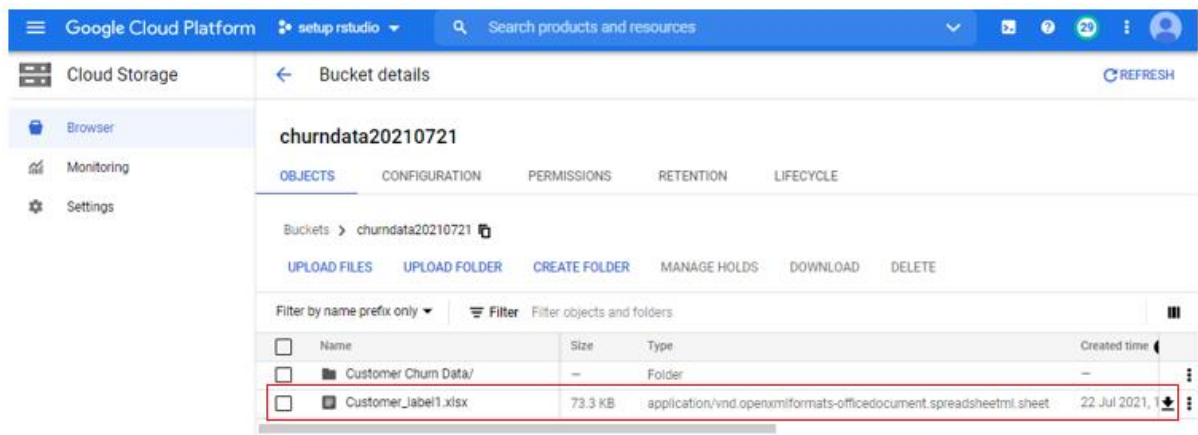 Google Cloud Platform setup rstudio Search products and resources 29
Cloud Storage Bucket details REFRESH
Browser
churndata20210721
Monitoring
OBJECTS CONFIGURATION PERMISSIONS RETENTION LIFECYCLE
Settings
Buckets > churndata20210721
UPLOAD FILES UPLOAD FOLDER CREATE FOLDER MANAGE HOLDS DOWNLOAD DELETE
Filter by name prefix only Filter Filter objects and folders
Name Size Type Created time
Customer Churn Data/ — Folder —
Customer_label1.xlsx 73.3 KB application/vnd.openxmlformats-officedocument.spreadsheetml.sheet 22 Jul 2021, 1